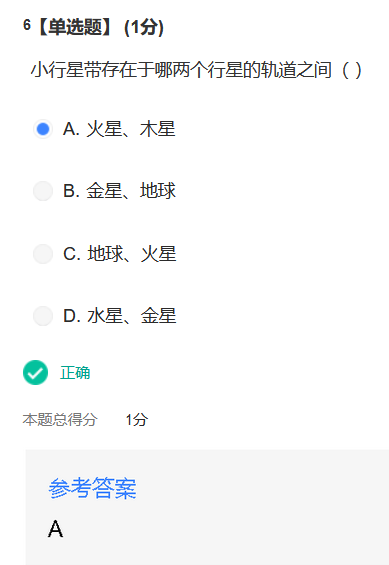 6【单选题】 (1分)
小行星带存在于哪两个行星的轨道之间（ ）
A. 火星、木星
B. 金星、地球
C. 地球、火星
D. 水星、金星
正确
本题总得分 1分
参考答案
A